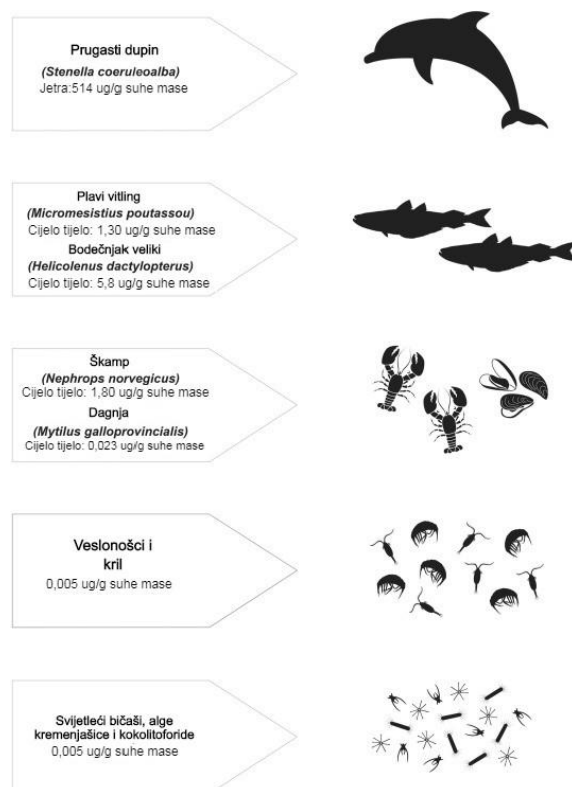 Prugasti dupin
(Stenella coeruleoalba)
Jetra:514 ug/g suhe mase
Plavi vitling
(Micromesistius poutassou)
Cijelo tijelo: 1,30 ug/g suhe mase
Bodečnjak veliki
(Helicolenus dactylopterus)
Cijelo tijelo: 5,8 ug/g suhe mase
Škamp
(Nephrops norvegicus)
Cijelo tijelo: 1,80 ug/g suhe mase
Dagnja
(Mytilus galloprovincialis)
Cijelo tijelo: 0,023 ug/g suhe mase
Veslonošci i
kril
0,005 ug/g suhe mase
Svijetleći bičaši, alge
kremenjašice i kokolitoforide
0,005 ug/g suhe mase